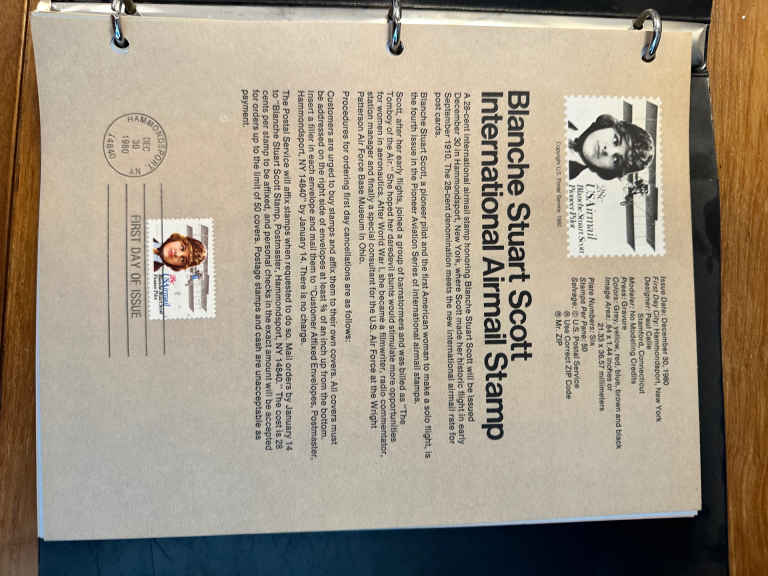 28c
USAirmail
Blanche Stuart Scott
Pioneer Pilot
Copyright U.S. Postal Service, 1980
Issue Date: December 30, 1980
First Day City: Hammondsport, New York
Designer: Paul Calle
Stamford, Connecticut
Modeler: No Modeling Credits
Press: Gravure
Colors: Gray, yellow, red, blue, brown and black
Image Area: .84 x 1.44 inches or
21.33 x 36.57 millimeters
Plate Numbers: Six
Stamps Per Pane: 50
Selvage: © U.S. Postal Service
® Use Correct ZIP Code
® Mr. ZIP
Blanche Stuart Scott
International Airmail Stamp
A 28-cent international airmail stamp honoring Blanche Stuart Scott will be issued
December 30 in Hammondsport, New York, where Scott made her historic flight in early
September 1910. The 28-cent denomination meets the new international airmail rate for
post cards.
Blanche Stuart Scott, a pioneer pilot and the first American woman to make a solo flight, is
the fourth issue in the Pioneer Aviation Series of international airmail stamps.
Scott, after her early flights, joined a group of barnstormers and was billed as "The
Tomboy of the Air." She hoped her daredevil stunts would stimulate more opportunities
for women in aeronautics. After World War I, she became a filmwriter, radio commentator,
station manager and finally a special consultant for the U.S. Air Force at the Wright
Patterson Air Force Base Museum in Ohio.
Procedures for ordering first day cancellations are as follows:
Customers are urged to buy stamps and affix them to their own covers. All covers must
be addressed on the right side of envelopes at least ⅝ of an inch up from the bottom.
Insert a filler in each envelope and mail them to "Customer Affixed Envelopes, Postmaster,
Hammondsport, NY 14840" by January 14. There is no charge.
The Postal Service will affix stamps when requested to do so. Mail orders by January 14
to "Blanche Stuart Scott Stamp, Postmaster, Hammondsport, NY 14840." The cost is 28
cents per stamp to be affixed, and personal checks in the exact amount will be accepted
for orders up to the limit of 50 covers. Postage stamps and cash are unacceptable as
payment.
HAMMONDSPORT, NY
DEC
30
1980
14840
FIRST DAY OF ISSUE
USAirmail